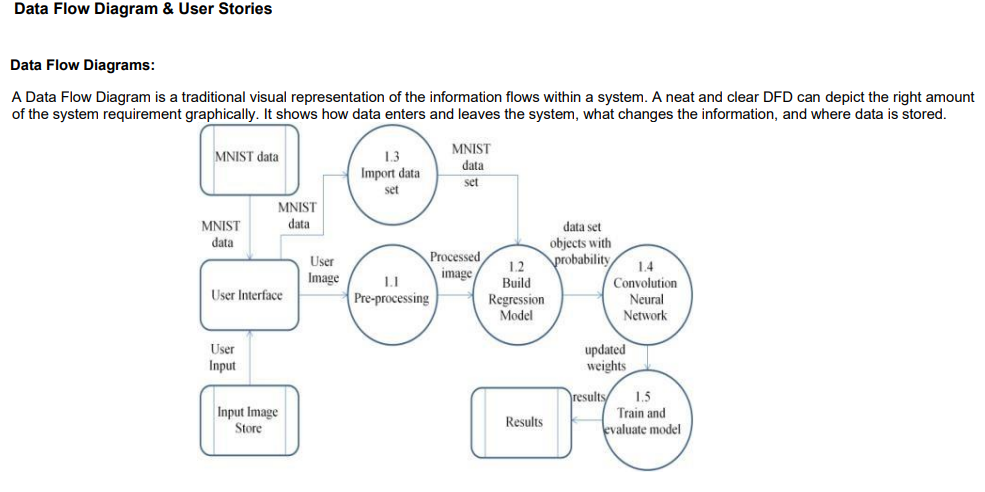 Data Flow Diagram & User Stories
Data Flow Diagrams:
A Data Flow Diagram is a traditional visual representation of the information flows within a system. A neat and clear DFD can depict the right amount
of the system requirement graphically. It shows how data enters and leaves the system, what changes the information, and where data is stored.
MNIST data
1.3
Import data
set
MNIST
data
set
MNIST
data
MNIST
data
User Interface
User
Image
1.1
Pre-processing
Processed
image
1.2
Build
Regression
Model
data set
objects with
probability
1.4
Convolution
Neural
Network
User
Input
Input Image
Store
updated
weights
1.5
Train and
evaluate model
results
Results